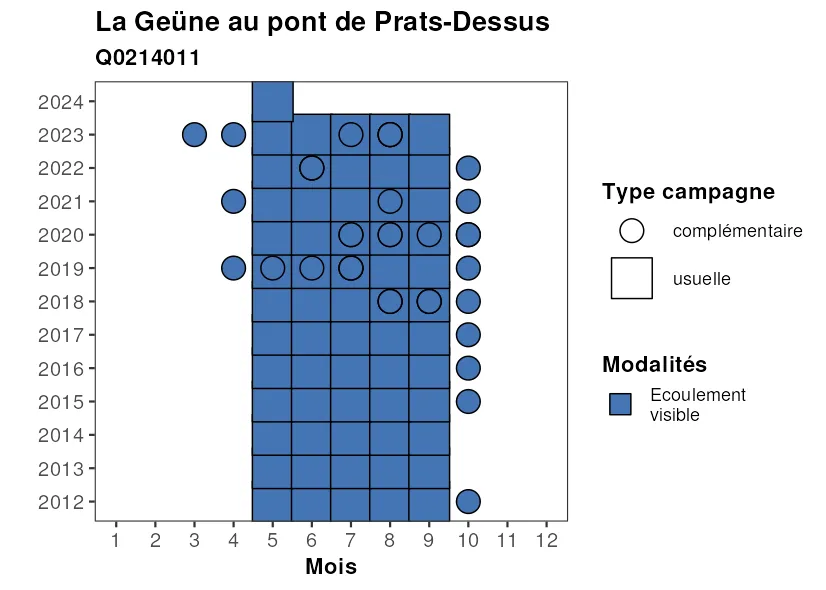 La Geüne au pont de Prats-Dessus
Q0214011
2024
2023
2022
2021
2020
2019
2018
2017
2016
2015
2014
2013
2012
1 2 3 4 5 6 7 8 9 10 11 12
Mois
Type campagne
complémentaire
usuelle
Modalités
Ecoulement
visible